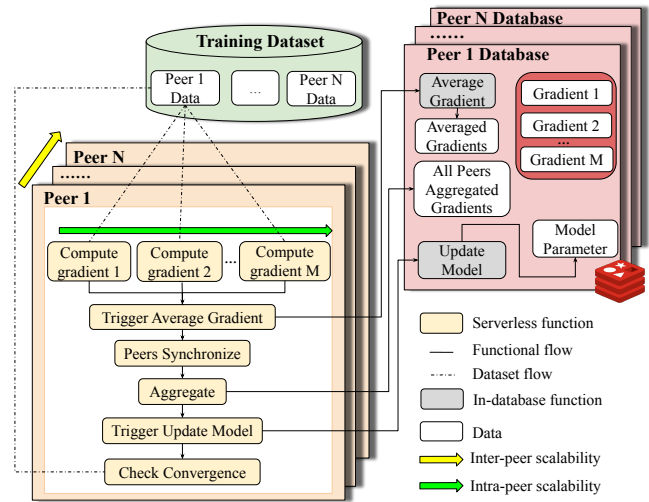 Training Dataset
Peer 1
Data
...
Peer N
Data
Peer N Database
......
Peer 1 Database
Average
Gradient
Averaged
Gradients
All Peers
Aggregated
Gradients
Update
Model
Gradient 1
Gradient 2
...
Gradient M
Model
Parameter
Peer N
......
Peer 1
Compute
gradient 1
Compute
gradient 2
...
Compute
gradient M
Trigger Average Gradient
Peers Synchronize
Aggregate
Trigger Update Model
Check Convergence
Serverless function
Functional flow
Dataset flow
In-database function
Data
Inter-peer scalability
Intra-peer scalability